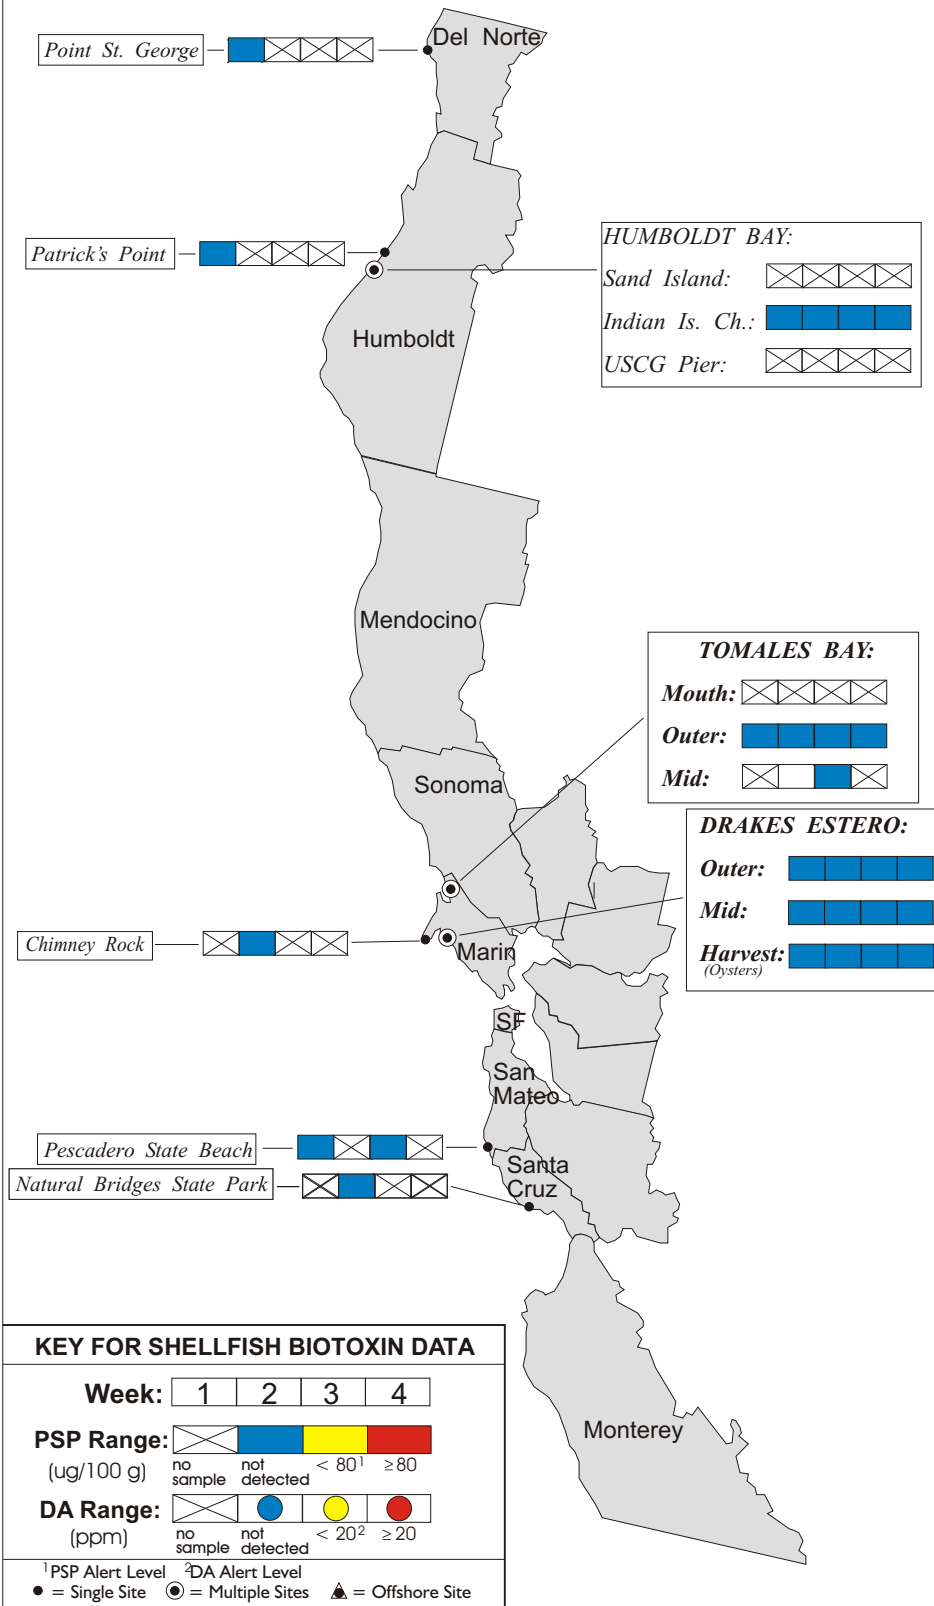 Del Norte
Point St. George
Patrick's Point
HUMBOLDT BAY:
Sand Island:
Indian Is. Ch.:
USCG Pier:
Humboldt
Mendocino
TOMALES BAY:
Mouth:
Outer:
Mid:
Sonoma
DRAKES ESTERO:
Outer:
Mid:
Harvest:
(Oysters)
Chimney Rock
Marin
SF
San
Mateo
Pescadero State Beach
Santa
Cruz
Natural Bridges State Park
Monterey
KEY FOR SHELLFISH BIOTOXIN DATA
Week: 1 2 3 4
PSP Range:
(ug/100 g)
no sample not detected < 80¹ ≥80
DA Range:
(ppm)
no sample not detected < 20² ≥ 20
¹PSP Alert Level ²DA Alert Level
= Single Site = Multiple Sites = Offshore Site